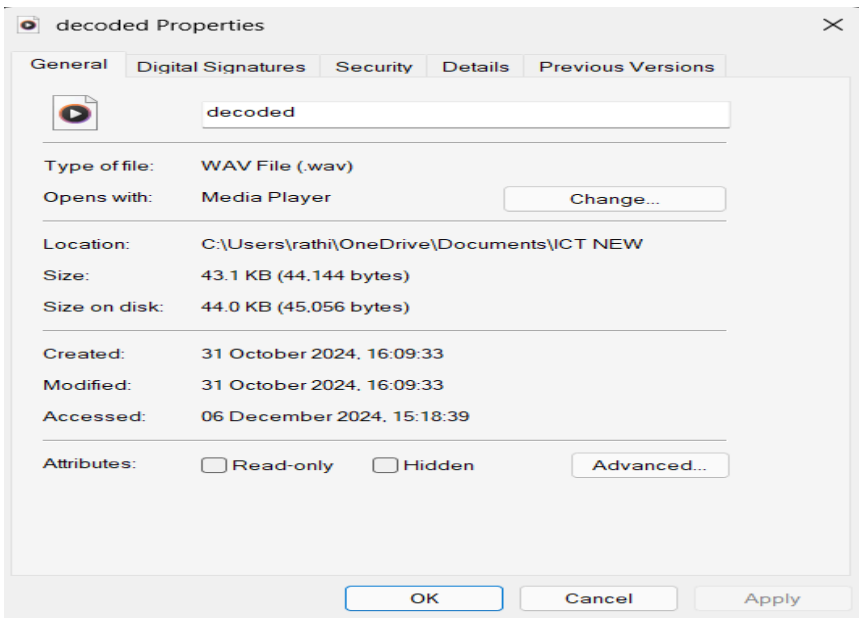 decoded Properties
General Digital Signatures Security Details Previous Versions
decoded
Type of file: WAV File (.wav)
Opens with: Media Player Change...
Location: C:\Users\rathi\OneDrive\Documents\ICT NEW
Size: 43.1 KB (44,144 bytes)
Size on disk: 44.0 KB (45,056 bytes)
Created: 31 October 2024, 16:09:33
Modified: 31 October 2024, 16:09:33
Accessed: 06 December 2024, 15:18:39
Attributes: Read-only Hidden Advanced...
OK Cancel Apply